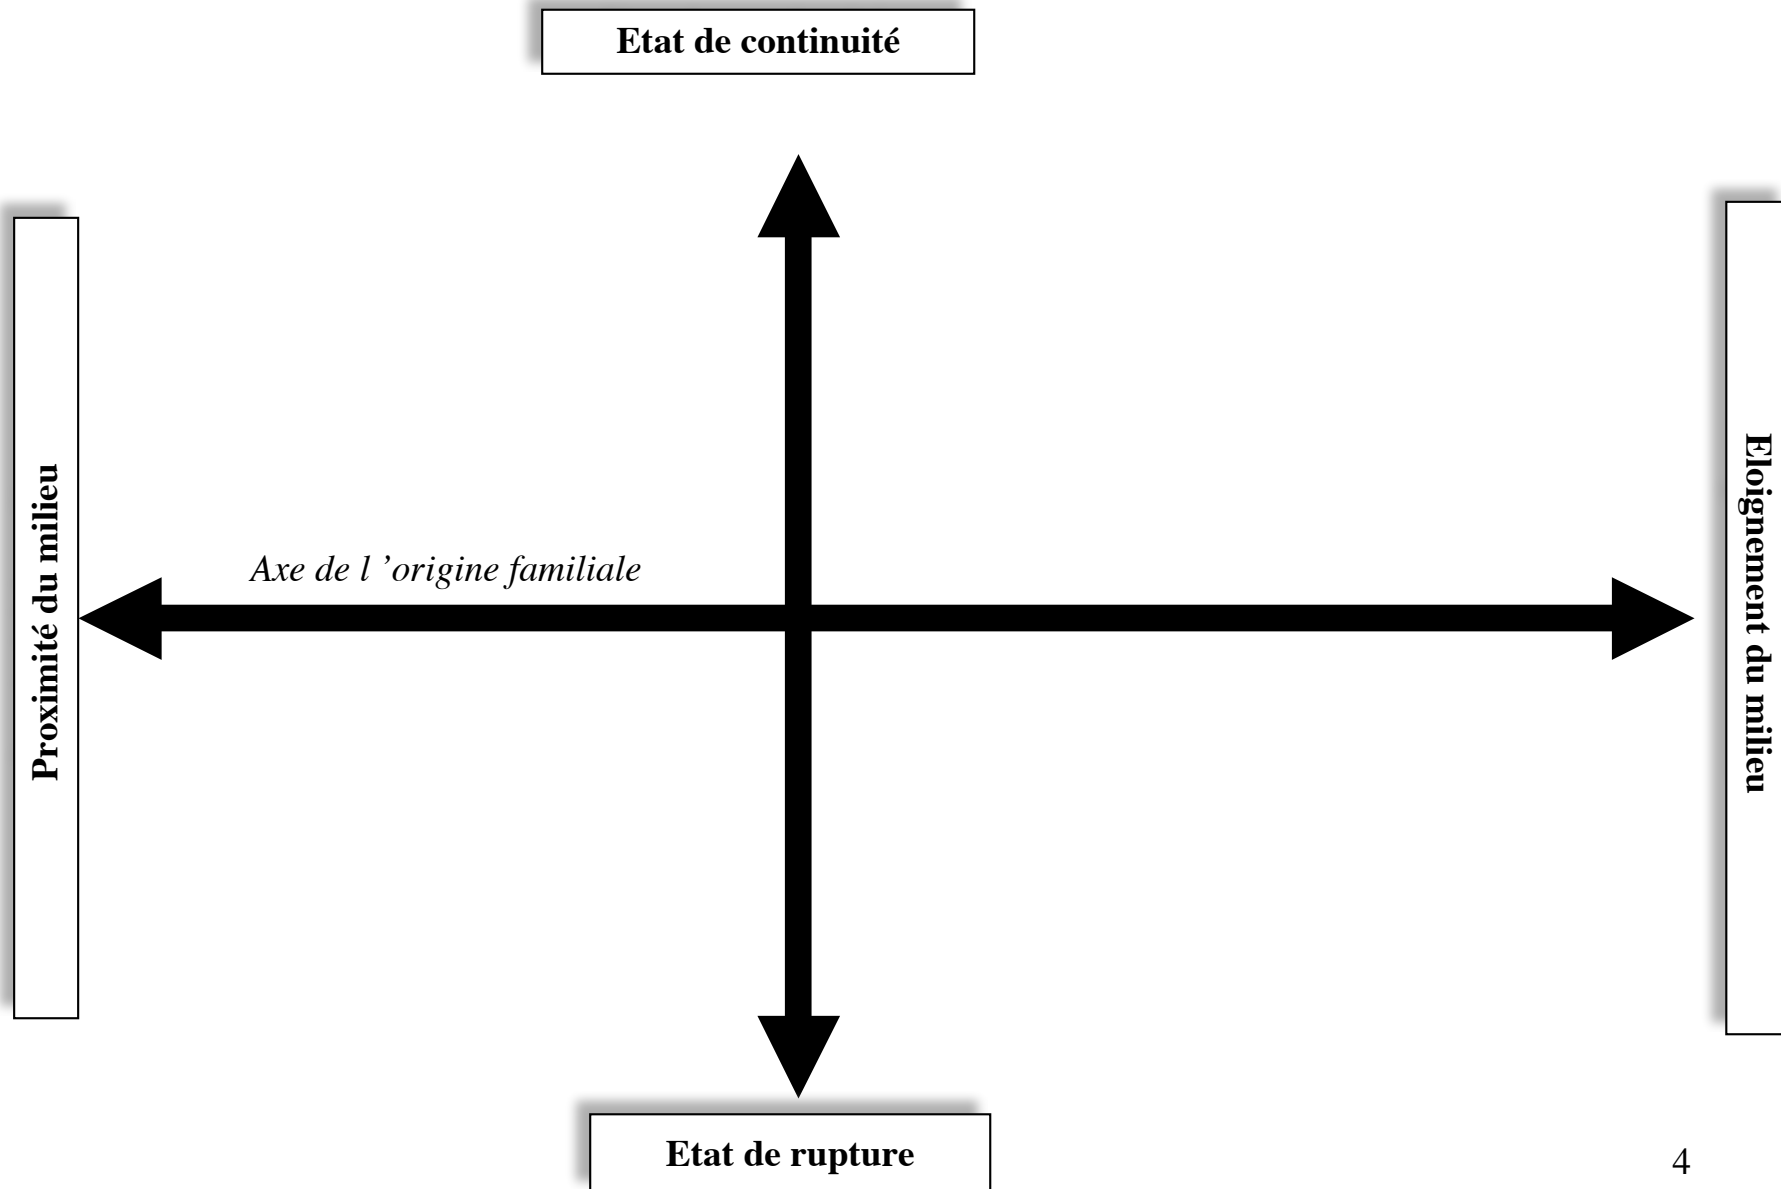 Etat de continuité
Proximité du milieu
Axe de l ’origine familiale
Eloignement du milieu
Etat de rupture
4